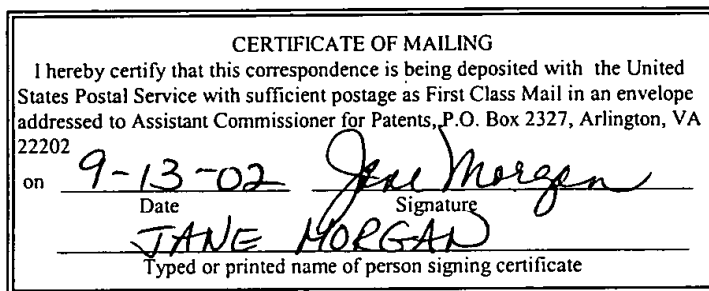 CERTIFICATE OF MAILING
I hereby certify that this correspondence is being deposited with the United
States Postal Service with sufficient postage as First Class Mail in an envelope
addressed to Assistant Commissioner for Patents, P.O. Box 2327, Arlington, VA
22202
on 9-13-02 Jane Morgan
Date Signature
JANE MORGAN
Typed or printed name of person signing certificate